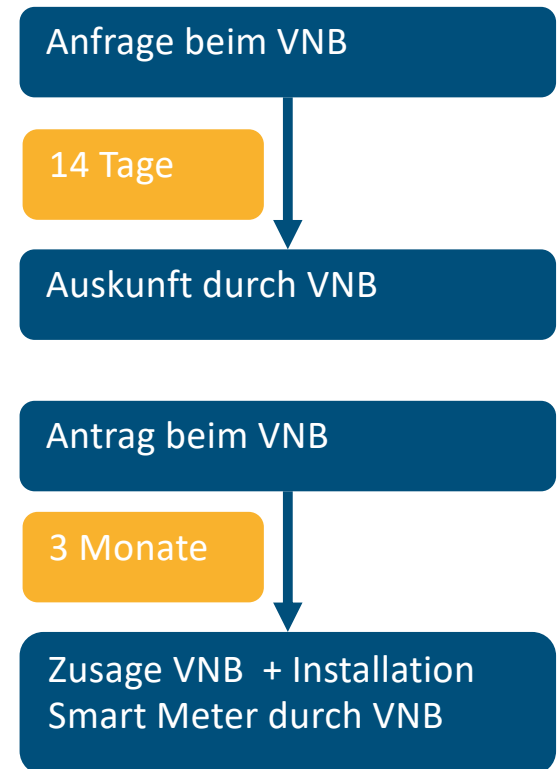 Anfrage beim VNB
14 Tage
Auskunft durch VNB
Antrag beim VNB
3 Monate
Zusage VNB + Installation
Smart Meter durch VNB